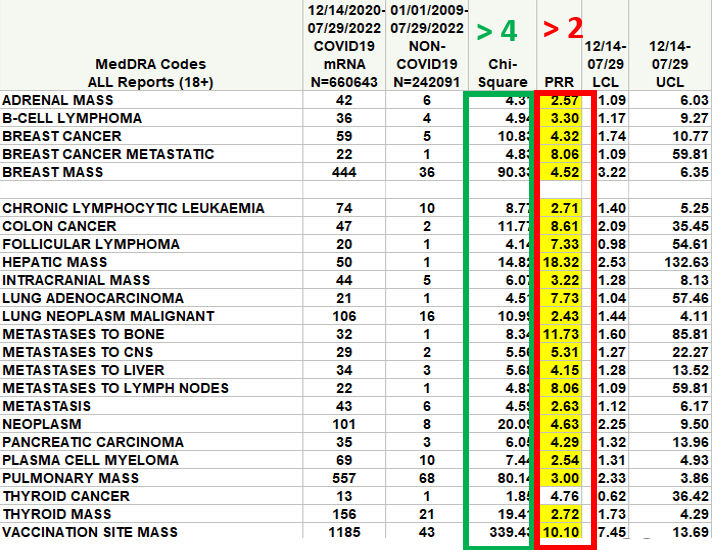 12/14/2020- 01/01/2009-
07/29/2022 07/29/2022 > 4 > 2
COVID19 NON- 12/14- 12/14-
MedDRA Codes mRNA COVID19 Chi- 07/29 07/29
ALL Reports (18+) N=660643 N=242091 Square PRR LCL UCL
ADRENAL MASS 42 6 4.31 2.57 1.09 6.03
B-CELL LYMPHOMA 36 4 4.94 3.30 1.17 9.27
BREAST CANCER 59 5 10.83 4.32 1.74 10.77
BREAST CANCER METASTATIC 22 1 4.83 8.06 1.09 59.81
BREAST MASS 444 36 90.33 4.52 3.22 6.35
CHRONIC LYMPHOCYTIC LEUKAEMIA 74 10 8.77 2.71 1.40 5.25
COLON CANCER 47 2 11.77 8.61 2.09 35.45
FOLLICULAR LYMPHOMA 20 1 4.14 7.33 0.98 54.61
HEPATIC MASS 50 1 14.82 18.32 2.53 132.63
INTRACRANIAL MASS 44 5 6.07 3.22 1.28 8.13
LUNG ADENOCARCINOMA 21 1 4.51 7.73 1.04 57.46
LUNG NEOPLASM MALIGNANT 106 16 10.99 2.43 1.44 4.11
METASTASES TO BONE 32 1 8.34 11.73 1.60 85.81
METASTASES TO CNS 29 2 5.56 5.31 1.27 22.27
METASTASES TO LIVER 34 3 5.68 4.15 1.28 13.52
METASTASES TO LYMPH NODES 22 1 4.83 8.06 1.09 59.81
METASTASIS 43 6 4.59 2.63 1.12 6.17
NEOPLASM 101 8 20.09 4.63 2.25 9.50
PANCREATIC CARCINOMA 35 3 6.05 4.29 1.32 13.96
PLASMA CELL MYELOMA 69 10 7.44 2.54 1.31 4.93
PULMONARY MASS 557 68 80.14 3.00 2.33 3.86
THYROID CANCER 13 1 1.85 4.76 0.62 36.42
THYROID MASS 156 21 19.41 2.72 1.73 4.29
VACCINATION SITE MASS 1185 43 339.43 10.10 7.45 13.69